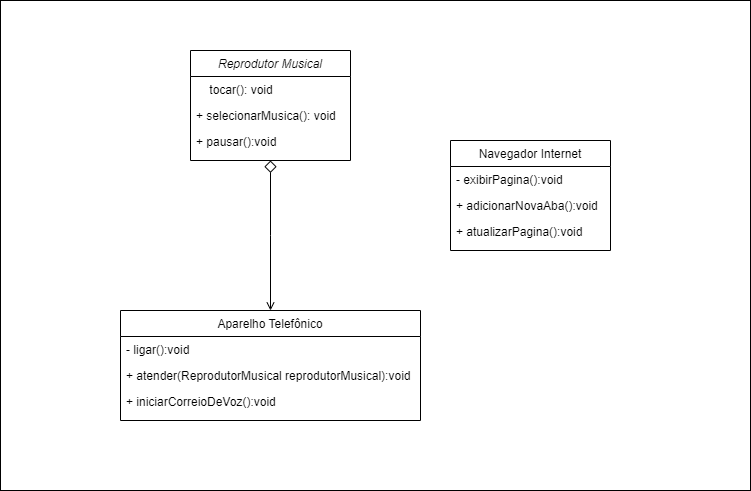 Reprodutor Musical
tocar(): void
+ selecionarMusica(): void
+ pausar():void
Navegador Internet
- exibirPagina():void
+ adicionarNovaAba():void
+ atualizarPagina():void
Aparelho Telefônico
- ligar():void
+ atender(ReprodutorMusical reprodutorMusical):void
+ iniciarCorreioDeVoz():void